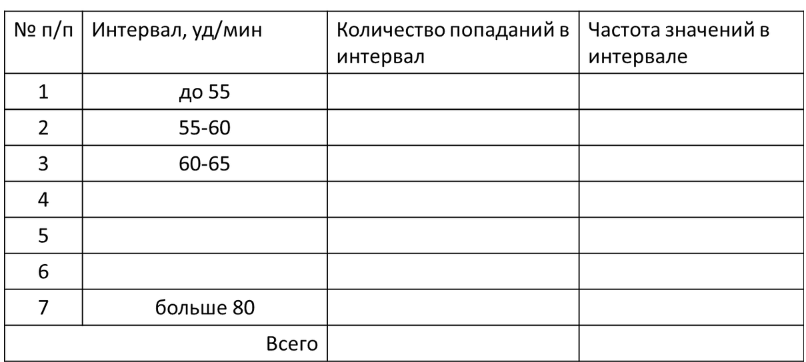 № п/п Интервал, уд/мин Количество попаданий в интервал Частота значений в интервале
1 до 55
2 55-60
3 60-65
4
5
6
7 больше 80
Всего